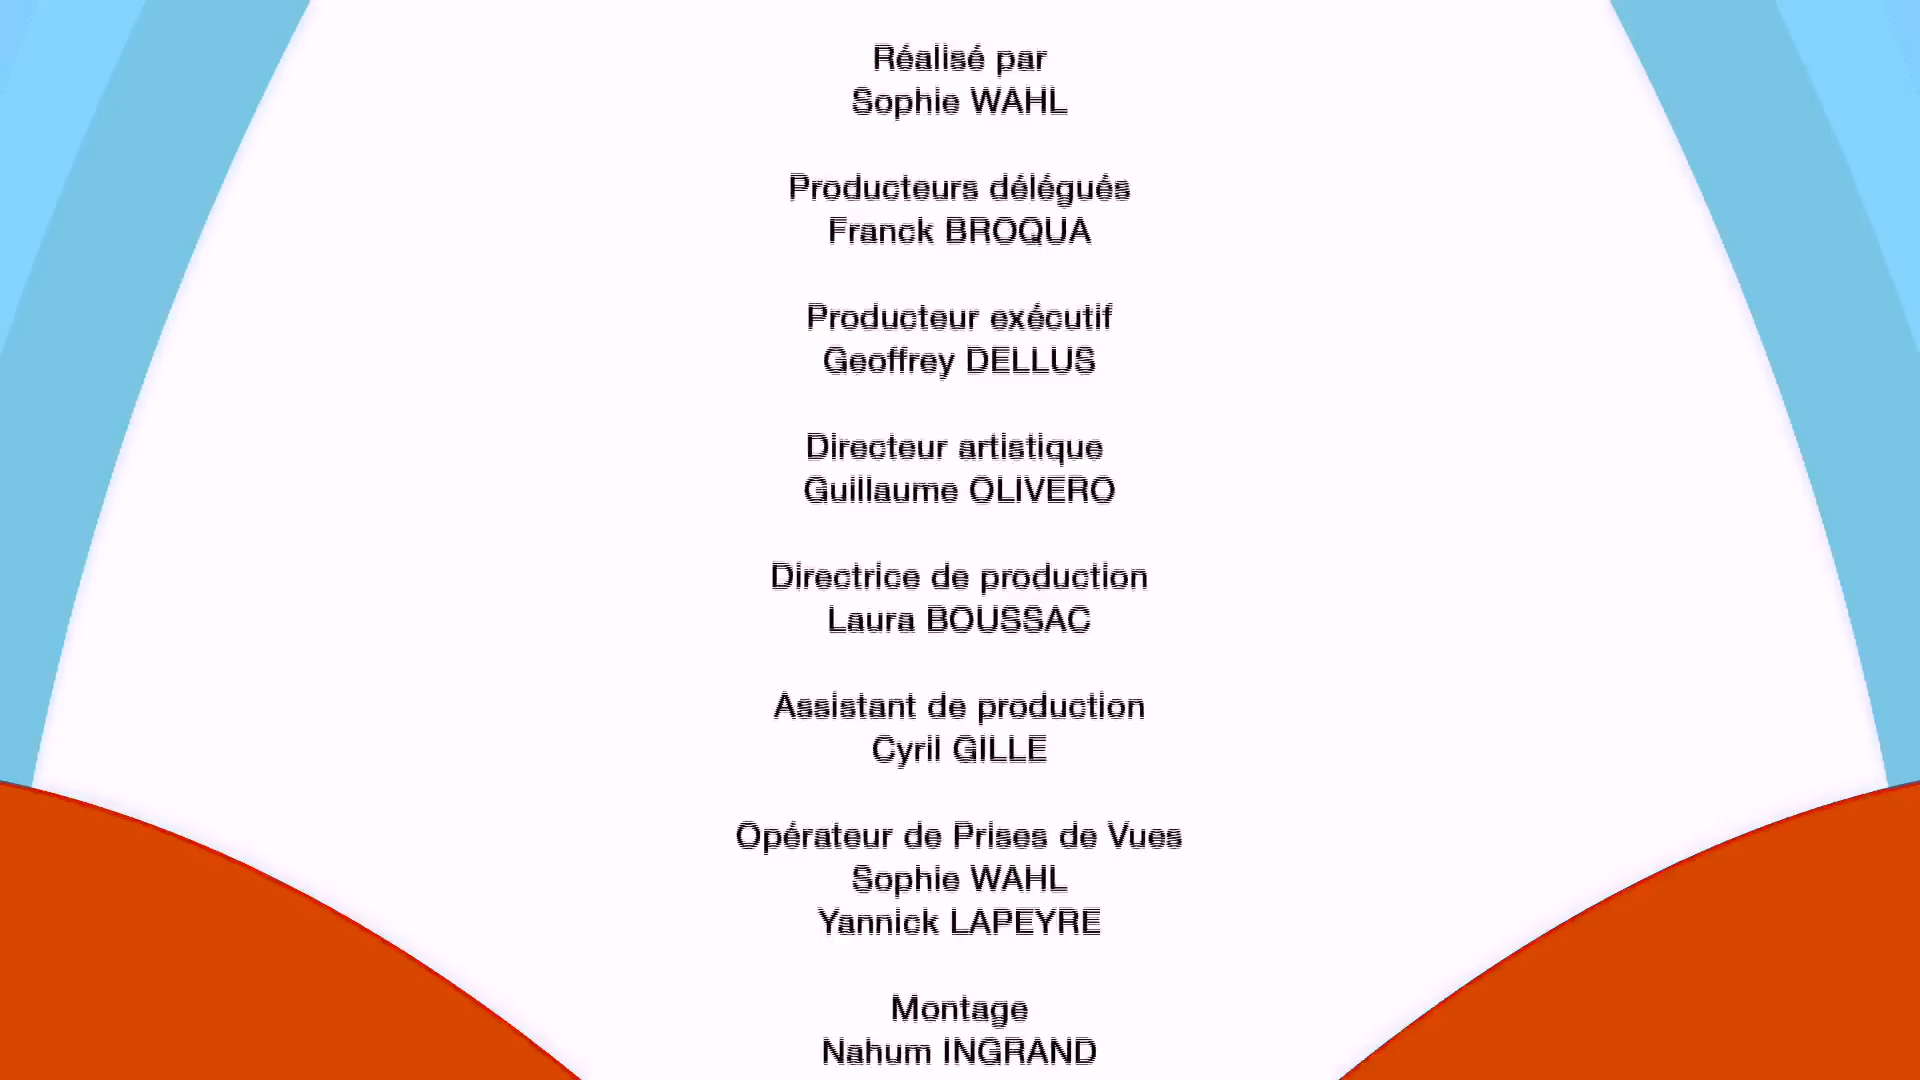 Réalisé par
Sophie WAHL
Producteurs délégués
Franck BROQUA
Producteur exécutif
Geoffrey DELLUS
Directeur artistique
Guillaume OLIVERO
Directrice de production
Laura BOUSSAC
Assistant de production
Cyril GILLE
Opérateur de Prises de Vues
Sophie WAHL
Yannick LAPEYRE
Montage
Nahum INGRAND